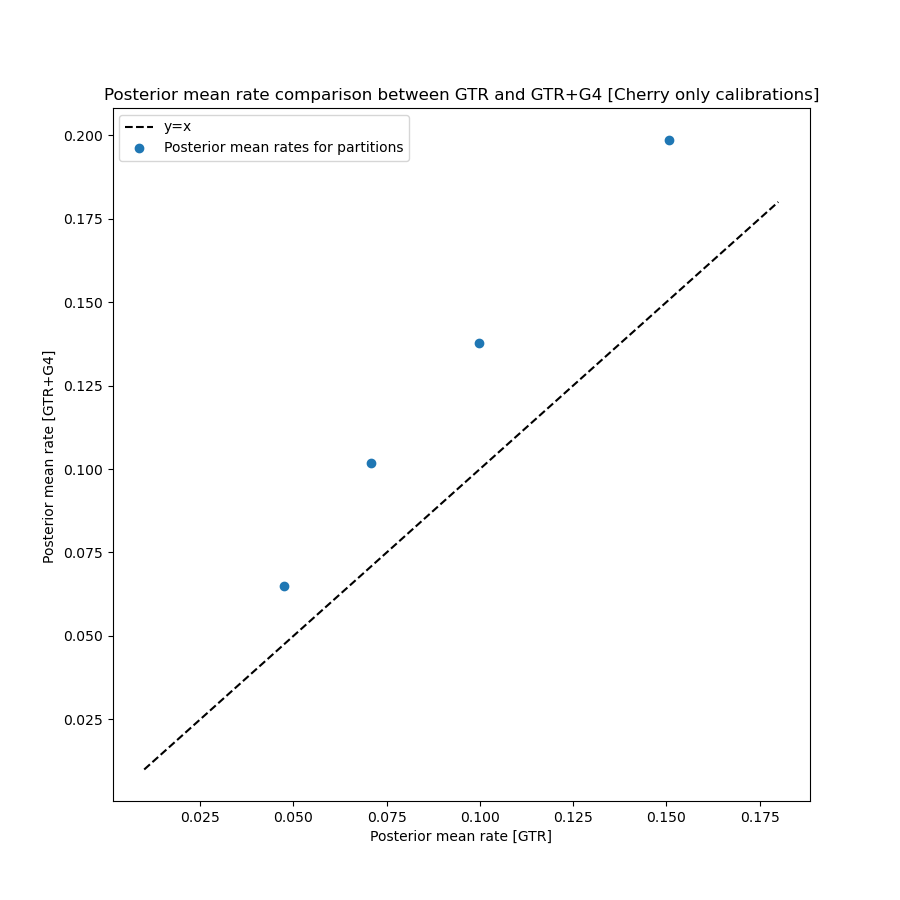 Posterior mean rate comparison between GTR and GTR+G4 [Cherry only calibrations]
y=x
Posterior mean rates for partitions
0.200
0.175
0.150
0.125
0.100
0.075
0.050
0.025
Posterior mean rate [GTR+G4]
0.025 0.050 0.075 0.100 0.125 0.150 0.175
Posterior mean rate [GTR]